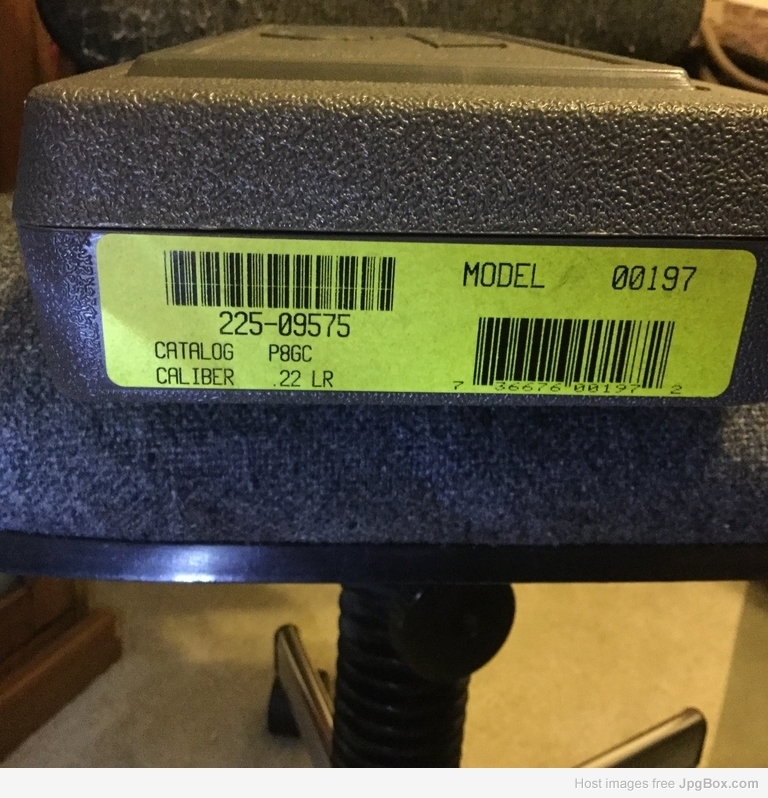 MODEL 00197
225-09575
CATALOG P8GC
CALIBER .22 LR
7 36676 00197 2
Host images free JpgBox.com